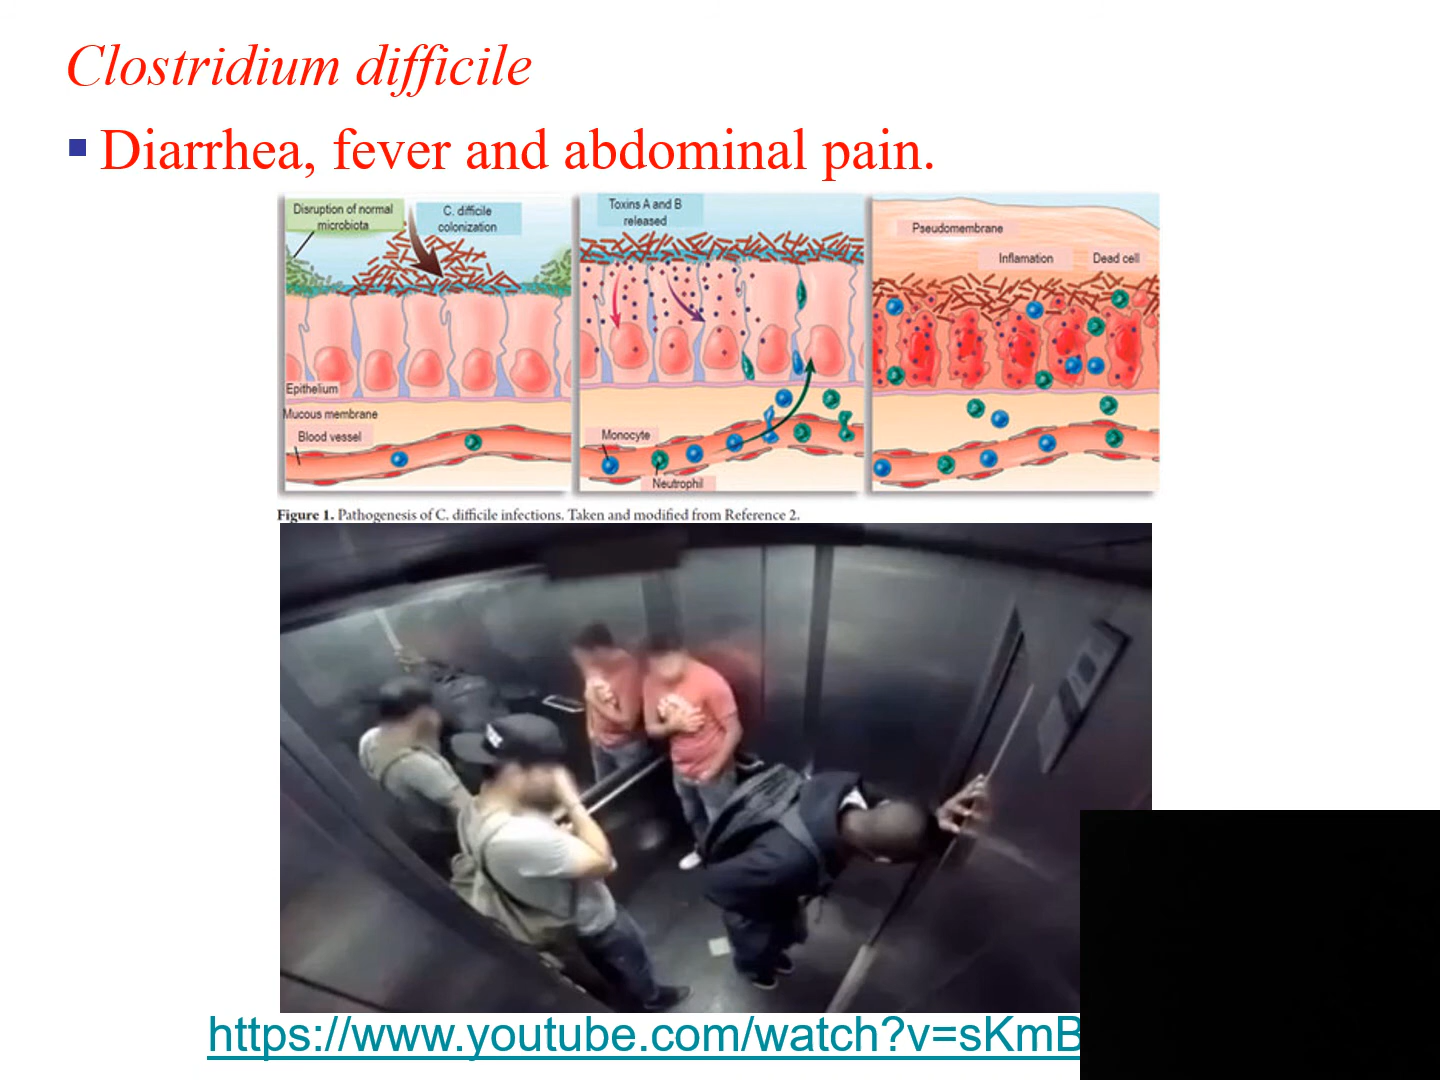 Clostridium difficile
Diarrhea, fever and abdominal pain.
Disruption of normal
microbiota
C. difficile
colonization
Epithelium
Mucous membrane
Blood vessel
Toxins A and B
released
Monocyte
Neutrophil
Pseudomembrane
Inflamation
Dead cell
Figure 1. Pathogenesis of C. difficile infections. Taken and modified from Reference 2.
https://www.youtube.com/watch?v=sKmB